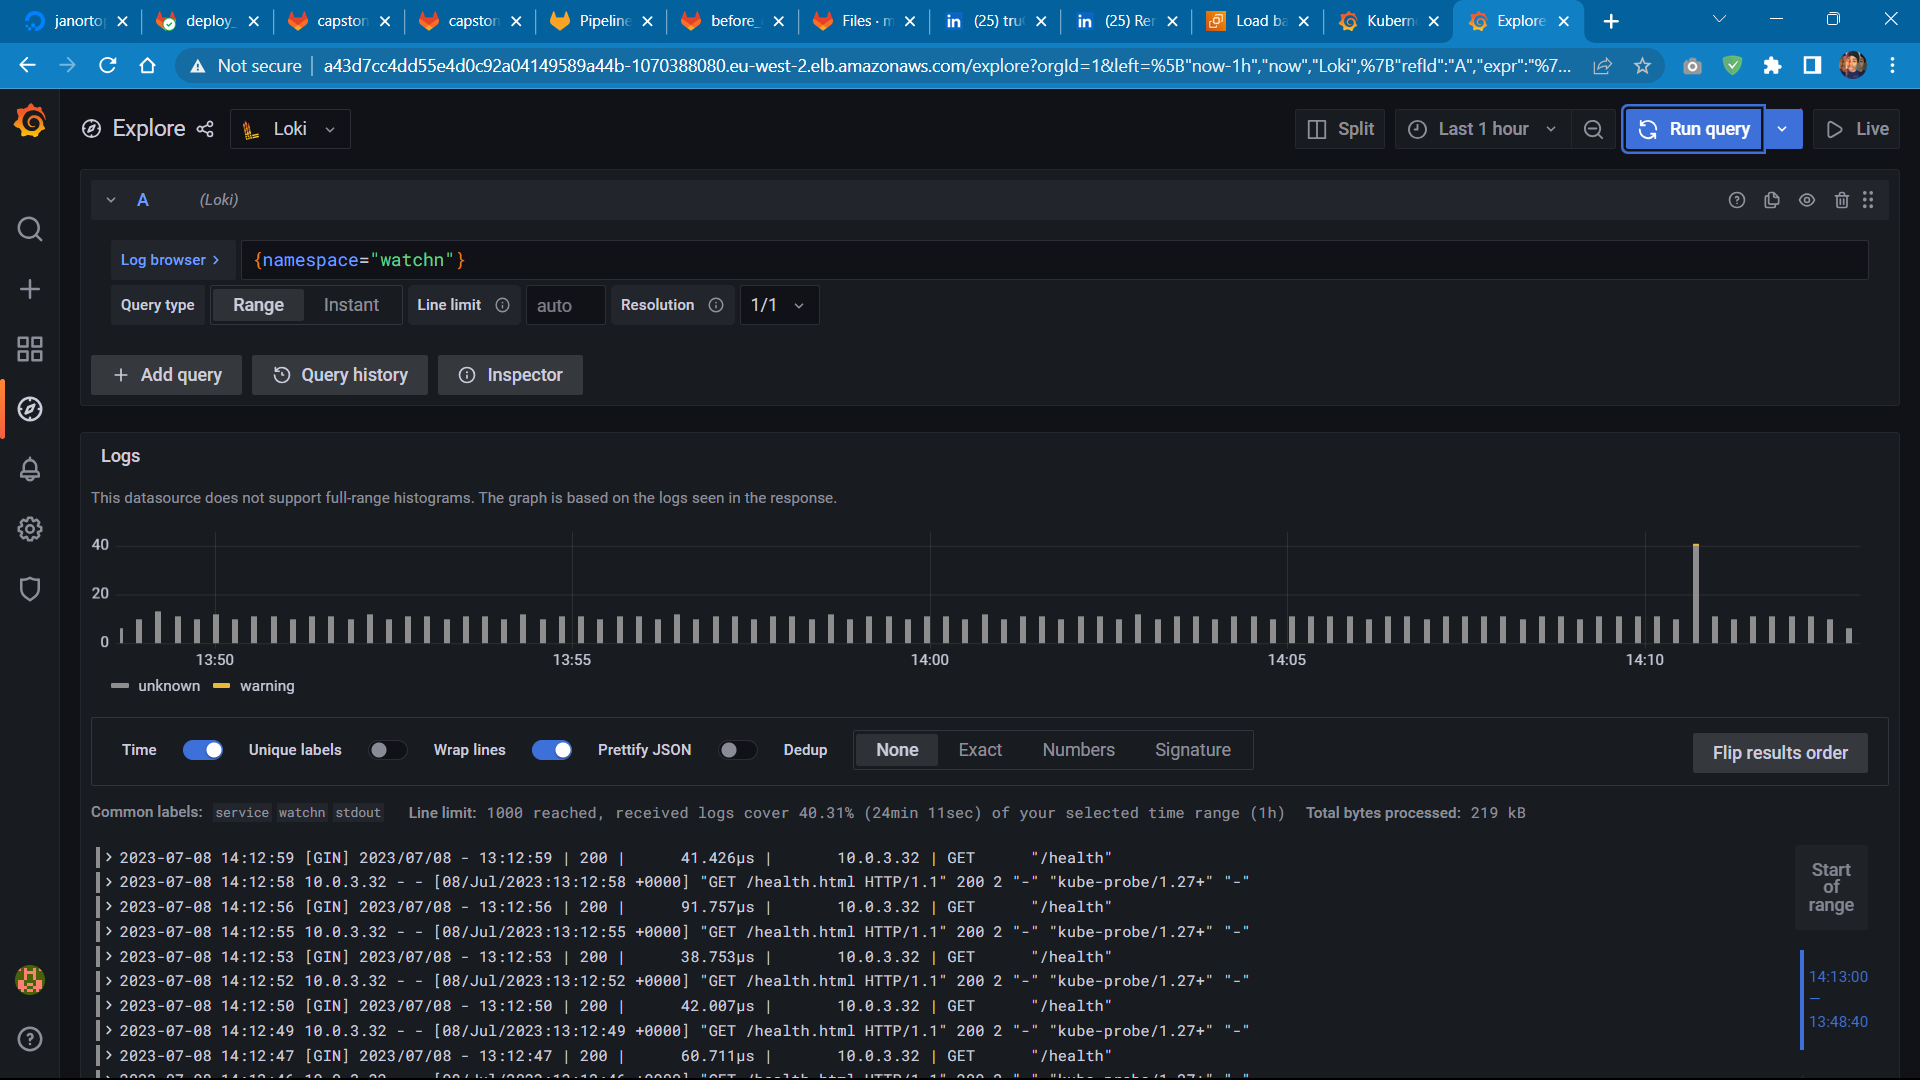 janorto
deploy_
capston
capston
Pipeline
before_
Files · m
(25) tru
(25) Rer
Load ba
Kubern
Explore
Not secure
a43d7cc4dd55e4d0c92a04149589a44b-1070388080.eu-west-2.elb.amazonaws.com/explore?orgId=1&left=%5B"now-1h","now","Loki",%7B"refId":"A","expr":"%7...
Explore
Loki
Split
Last 1 hour
Run query
Live
A
(Loki)
Log browser >
{namespace="watchn"}
Query type
Range
Instant
Line limit
auto
Resolution
1/1
+ Add query
Query history
Inspector
Logs
This datasource does not support full-range histograms. The graph is based on the logs seen in the response.
40
20
0
13:50
13:55
14:00
14:05
14:10
unknown
warning
Time
Unique labels
Wrap lines
Prettify JSON
Dedup
None
Exact
Numbers
Signature
Flip results order
Common labels: service watchn stdout
Line limit: 1000 reached, received logs cover 40.31% (24min 11sec) of your selected time range (1h)
Total bytes processed: 219 kB
> 2023-07-08 14:12:59 [GIN] 2023/07/08 - 13:12:59 | 200 | 41.426µs | 10.0.3.32 | GET "/health"
> 2023-07-08 14:12:58 10.0.3.32 - - [08/Jul/2023:13:12:58 +0000] "GET /health.html HTTP/1.1" 200 2 "-" "kube-probe/1.27+" "-"
> 2023-07-08 14:12:56 [GIN] 2023/07/08 - 13:12:56 | 200 | 91.757µs | 10.0.3.32 | GET "/health"
> 2023-07-08 14:12:55 10.0.3.32 - - [08/Jul/2023:13:12:55 +0000] "GET /health.html HTTP/1.1" 200 2 "-" "kube-probe/1.27+" "-"
> 2023-07-08 14:12:53 [GIN] 2023/07/08 - 13:12:53 | 200 | 38.753µs | 10.0.3.32 | GET "/health"
> 2023-07-08 14:12:52 10.0.3.32 - - [08/Jul/2023:13:12:52 +0000] "GET /health.html HTTP/1.1" 200 2 "-" "kube-probe/1.27+" "-"
> 2023-07-08 14:12:50 [GIN] 2023/07/08 - 13:12:50 | 200 | 42.007µs | 10.0.3.32 | GET "/health"
> 2023-07-08 14:12:49 10.0.3.32 - - [08/Jul/2023:13:12:49 +0000] "GET /health.html HTTP/1.1" 200 2 "-" "kube-probe/1.27+" "-"
> 2023-07-08 14:12:47 [GIN] 2023/07/08 - 13:12:47 | 200 | 60.711µs | 10.0.3.32 | GET "/health"
Start
of
range
14:13:00
—
13:48:40